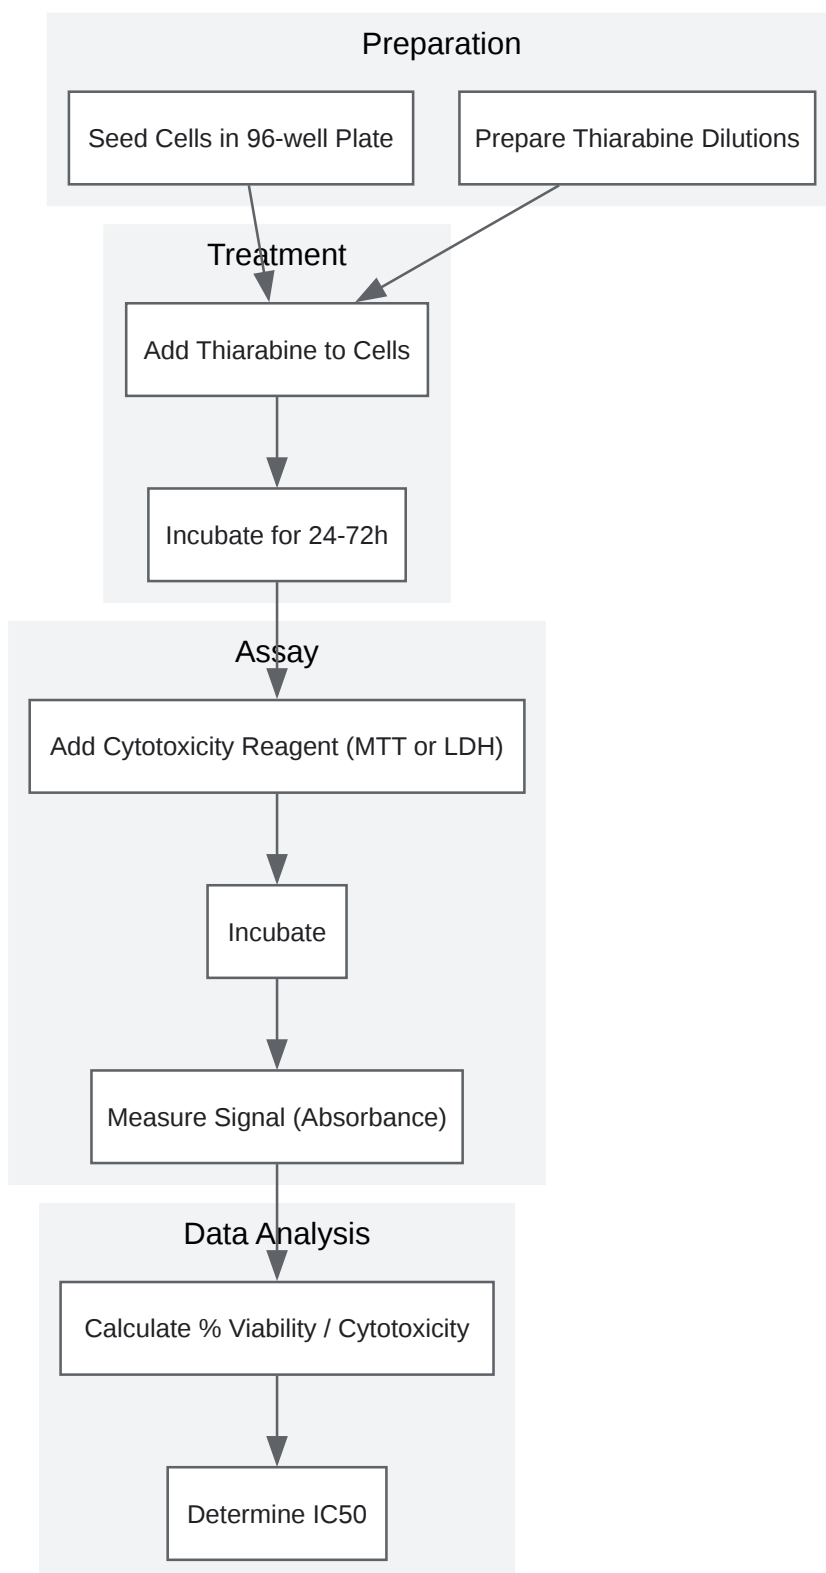 Preparation
Seed Cells in 96-well Plate
Prepare Thiarabine Dilutions
Treatment
Add Thiarabine to Cells
Incubate for 24-72h
Assay
Add Cytotoxicity Reagent (MTT or LDH)
Incubate
Measure Signal (Absorbance)
Data Analysis
Calculate % Viability / Cytotoxicity
Determine IC50